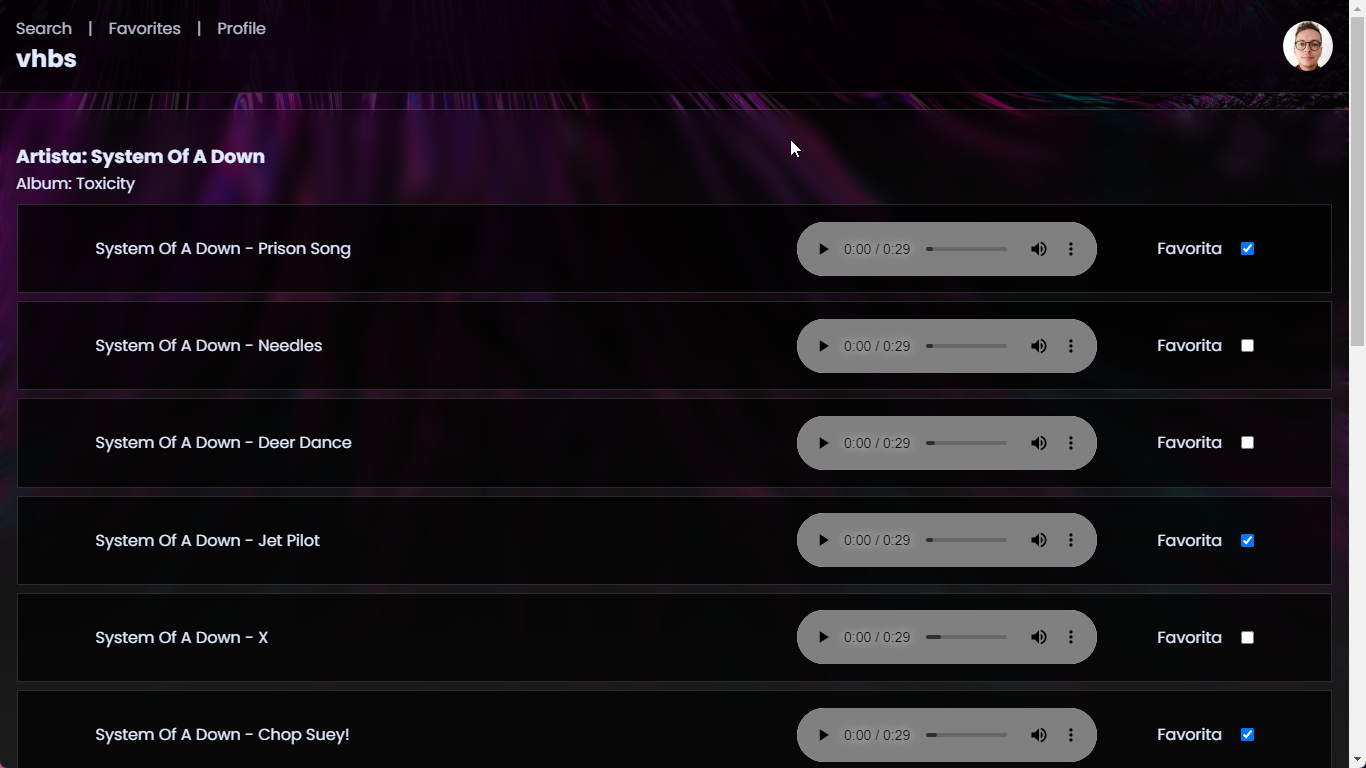 Search | Favorites | Profile
vhbs
Artista: System Of A Down
Album: Toxicity
System Of A Down - Prison Song 0:00 / 0:29 Favorita
System Of A Down - Needles 0:00 / 0:29 Favorita
System Of A Down - Deer Dance 0:00 / 0:29 Favorita
System Of A Down - Jet Pilot 0:00 / 0:29 Favorita
System Of A Down - X 0:00 / 0:29 Favorita
System Of A Down - Chop Suey! 0:00 / 0:29 Favorita